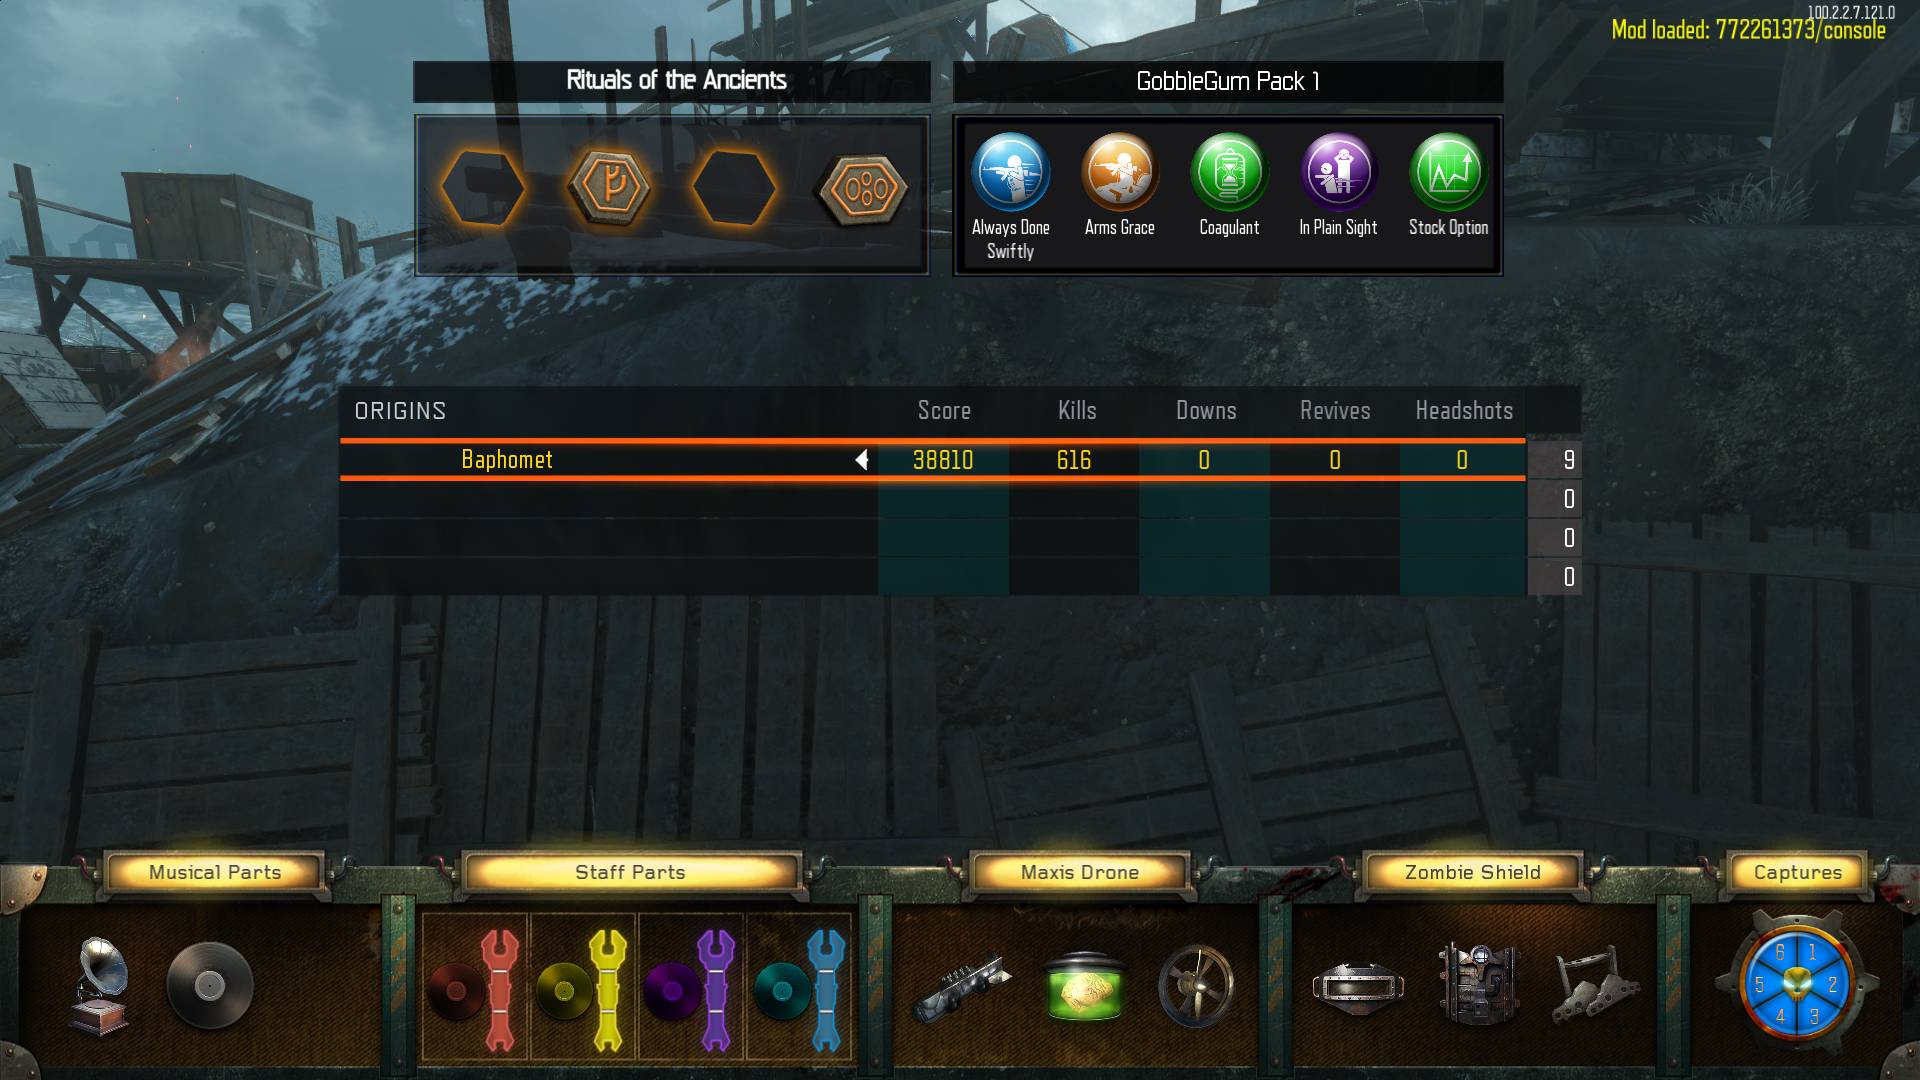 100.2.2.7.121.0
Mod loaded: 772261373/console
Rituals of the Ancients
GobbleGum Pack 1
Always Done Swiftly
Arms Grace
Coagulant
In Plain Sight
Stock Option
ORIGINS Score Kills Downs Revives Headshots
Baphomet 38810 616 0 0 0 9
0
0
0
Musical Parts
Staff Parts
Maxis Drone
Zombie Shield
Captures
6 1
5 2
4 3